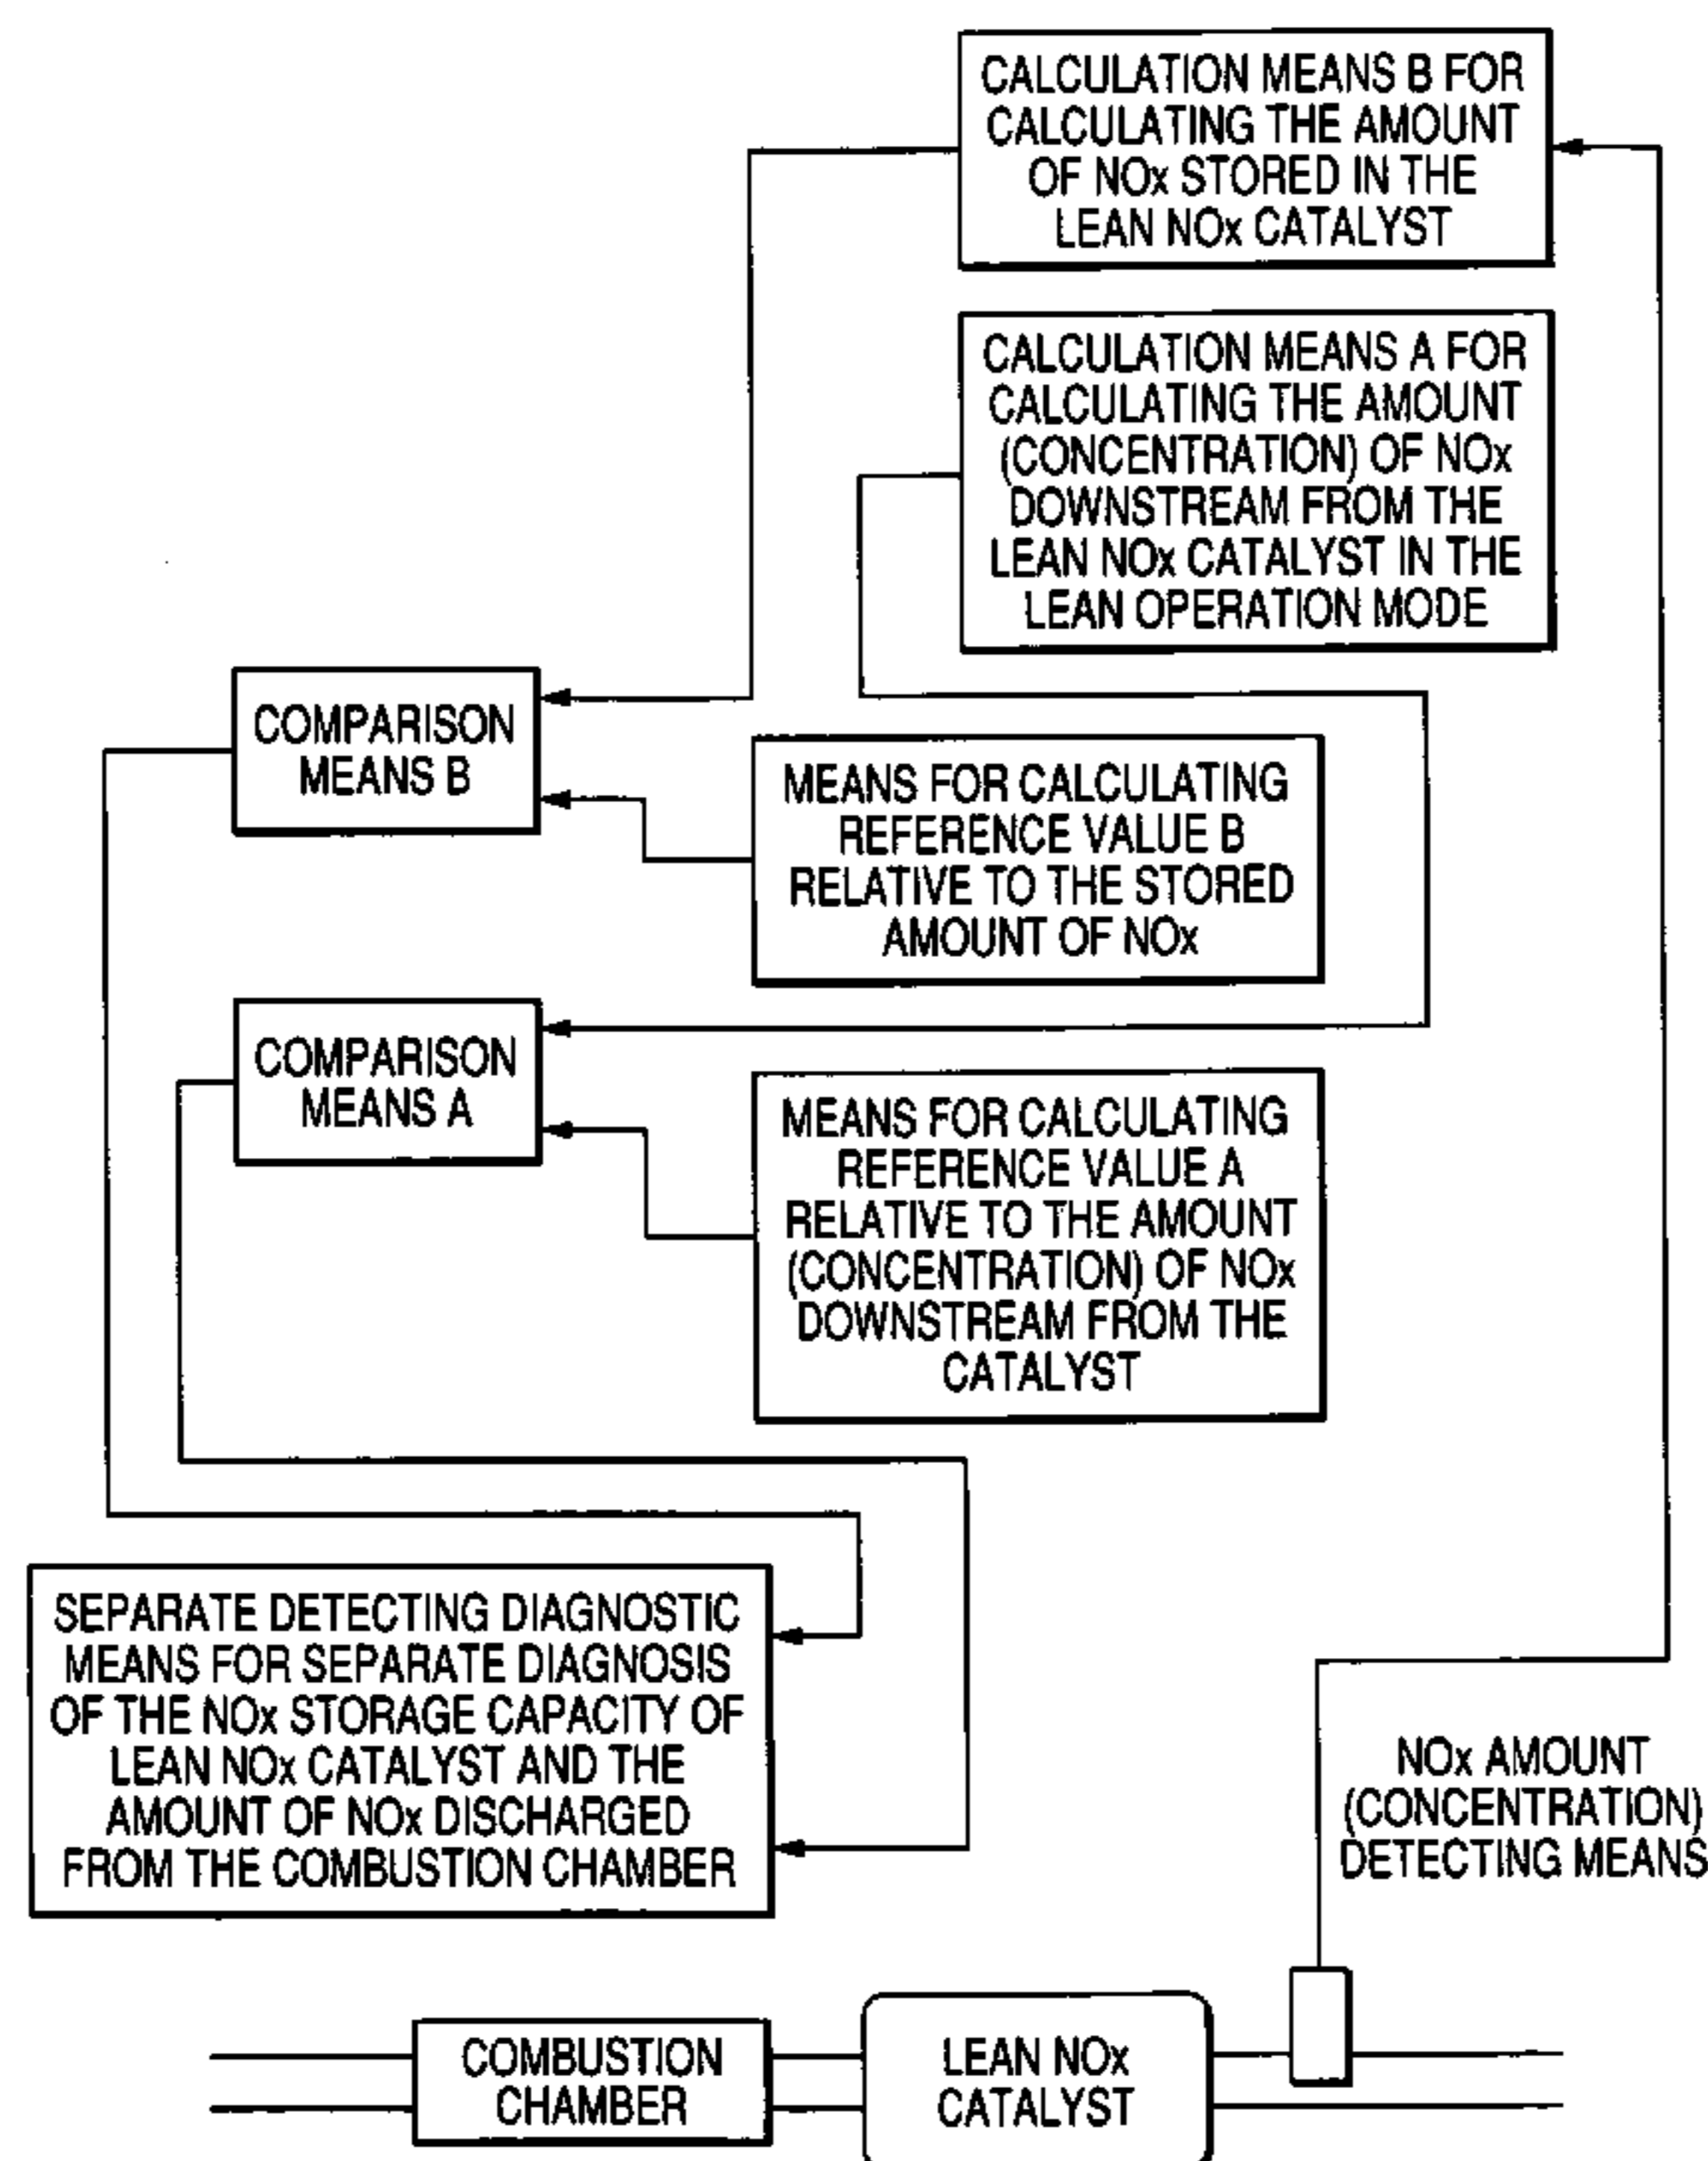 CALCULATION MEANS B FOR
CALCULATING THE AMOUNT
OF NOx STORED IN THE
LEAN NOx CATALYST
CALCULATION MEANS A FOR
CALCULATING THE AMOUNT
(CONCENTRATION) OF NOx
DOWNSTREAM FROM THE
LEAN NOx CATALYST IN THE
LEAN OPERATION MODE
COMPARISON
MEANS B
MEANS FOR CALCULATING
REFERENCE VALUE B
RELATIVE TO THE STORED
AMOUNT OF NOx
COMPARISON
MEANS A
MEANS FOR CALCULATING
REFERENCE VALUE A
RELATIVE TO THE AMOUNT
(CONCENTRATION) OF NOx
DOWNSTREAM FROM THE
CATALYST
SEPARATE DETECTING DIAGNOSTIC
MEANS FOR SEPARATE DIAGNOSIS
OF THE NOx STORAGE CAPACITY OF
LEAN NOx CATALYST AND THE
AMOUNT OF NOx DISCHARGED
FROM THE COMBUSTION CHAMBER
NOx AMOUNT
(CONCENTRATION)
DETECTING MEANS
COMBUSTION
CHAMBER
LEAN NOx
CATALYST